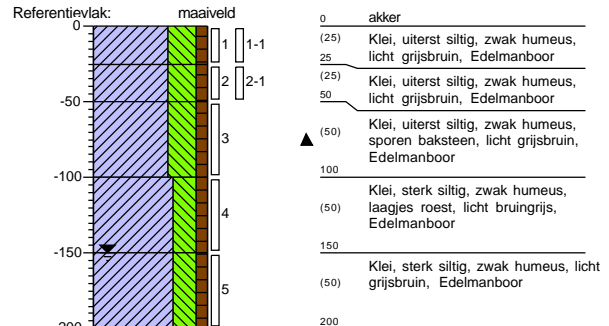 Referentievlak: maaiveld
0
-50
-100
-150
-200
1 1-1
2 2-1
3
4
5
0 akker
(25) Klei, uiterst siltig, zwak humeus,
licht grijsbruin, Edelmanboor
25
(25) Klei, uiterst siltig, zwak humeus,
licht grijsbruin, Edelmanboor
50
Klei, uiterst siltig, zwak humeus,
(50) sporen baksteen, licht grijsbruin,
Edelmanboor
100
Klei, sterk siltig, zwak humeus,
(50) laagjes roest, licht bruingrijs,
Edelmanboor
150
Klei, sterk siltig, zwak humeus, licht
(50) grijsbruin, Edelmanboor
200